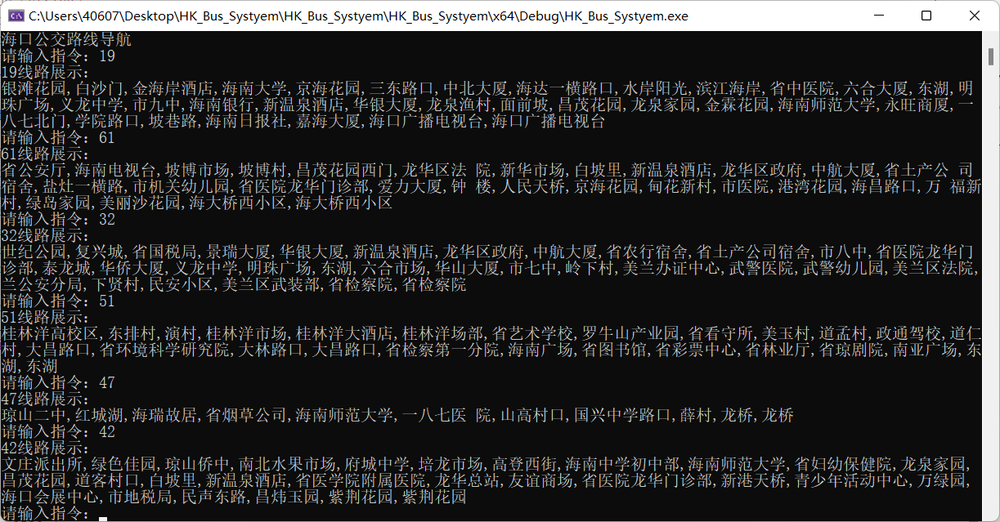 C:\Users\40607\Desktop\HK_Bus_Systyem\HK_Bus_Systyem\HK_Bus_Systyem\x64\Debug\HK_Bus_Systyem.exe
海口公交路线导航
请输入指令：19
19线路展示：
银滩花园,白沙门,金海岸酒店,海南大学,京海花园,三东路口,中北大厦,海达一横路口,水岸阳光,滨江海岸,省中医院,六合大厦,东湖,明
珠广场,义龙中学,市九中,海南银行,新温泉酒店,华银大厦,龙泉渔村,面前坡,昌茂花园,龙泉家园,金霖花园,海南师范大学,永旺商厦,一
八七北门,学院路口,坡巷路,海南日报社,嘉海大厦,海口广播电视台,海口广播电视台
请输入指令：61
61线路展示：
省公安厅,海南电视台,坡博市场,坡博村,昌茂花园西门,龙华区法 院,新华市场,白坡里,新温泉酒店,龙华区政府,中航大厦,省土产公 司
宿舍,盐灶一横路,市机关幼儿园,省医院龙华门诊部,爱力大厦,钟 楼,人民天桥,京海花园,甸花新村,市医院,港湾花园,海昌路口,万 福新
村,绿岛家园,美丽沙花园,海大桥西小区,海大桥西小区
请输入指令：32
32线路展示：
世纪公园,复兴城,省国税局,景瑞大厦,华银大厦,新温泉酒店,龙华区政府,中航大厦,省农行宿舍,省土产公司宿舍,市八中,省医院龙华门
诊部,泰龙城,华侨大厦,义龙中学,明珠广场,东湖,六合市场,华山大厦,市七中,岭下村,美兰办证中心,武警医院,武警幼儿园,美兰区法院,
兰公安分局,下贤村,民安小区,美兰区武装部,省检察院,省检察院
请输入指令：51
51线路展示：
桂林洋高校区,东排村,演村,桂林洋市场,桂林洋大酒店,桂林洋场部,省艺术学校,罗牛山产业园,省看守所,美玉村,道孟村,政通驾校,道仁
村,大昌路口,省环境科学研究院,大林路口,大昌路口,省检察第一分院,海南广场,省图书馆,省彩票中心,省林业厅,省琼剧院,南亚广场,东
湖,东湖
请输入指令：47
47线路展示：
琼山二中,红城湖,海瑞故居,省烟草公司,海南师范大学,一八七医 院,山高村口,国兴中学路口,薛村,龙桥,龙桥
请输入指令：42
42线路展示：
文庄派出所,绿色佳园,琼山侨中,南北水果市场,府城中学,培龙市场,高登西街,海南中学初中部,海南师范大学,省妇幼保健院,龙泉家园,
昌茂花园,道客村口,白坡里,新温泉酒店,省医学院附属医院,龙华总站,友谊商场,省医院龙华门诊部,新港天桥,青少年活动中心,万绿园,
海口会展中心,市地税局,民声东路,昌炜玉园,紫荆花园,紫荆花园
请输入指令：